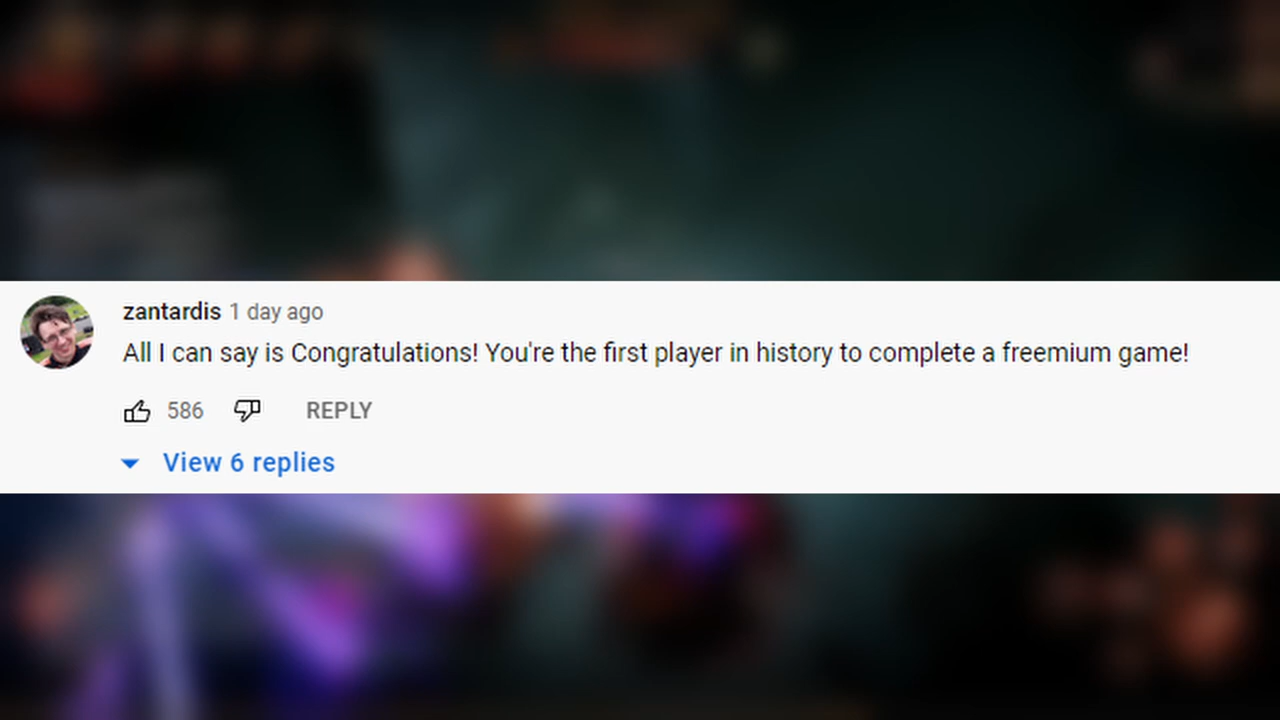 zantardis 1 day ago
All I can say is Congratulations! You're the first player in history to complete a freemium game!
586 REPLY
View 6 replies